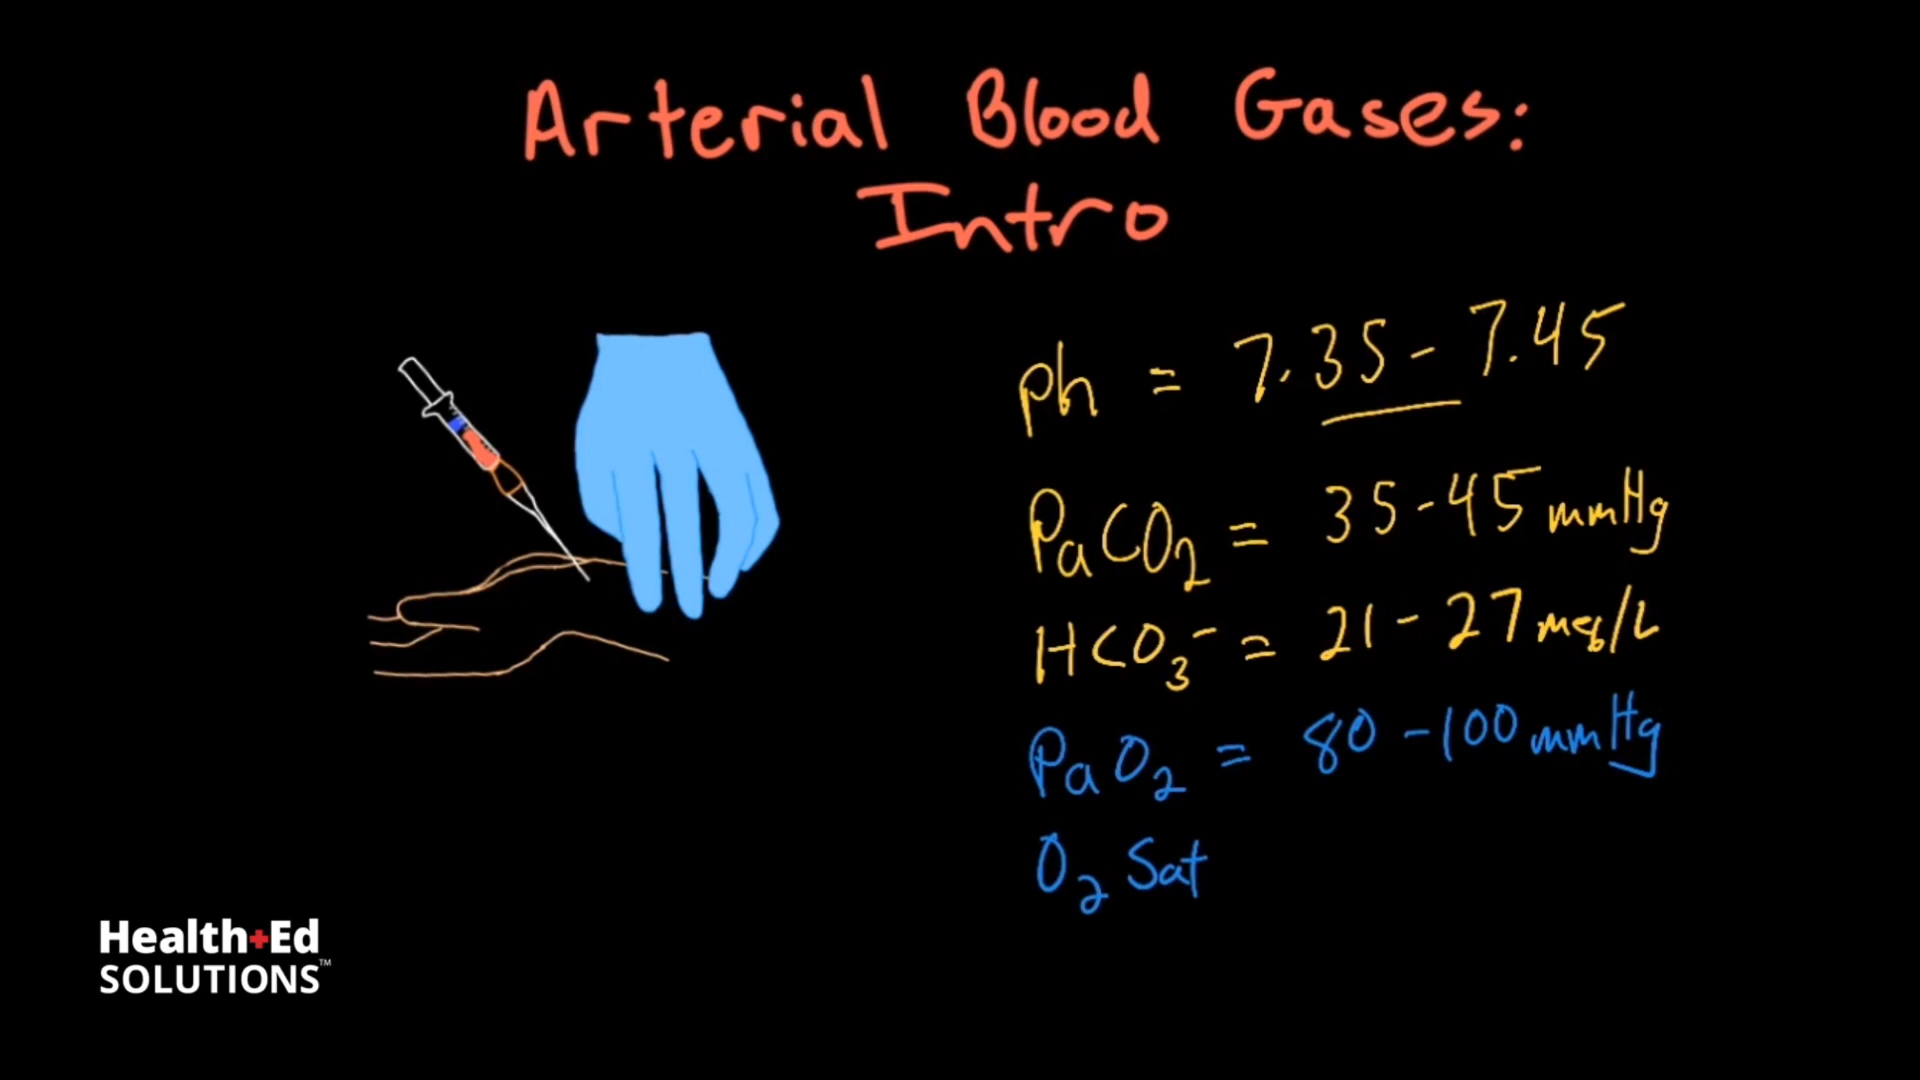 Arterial Blood Gases:
Intro
ph = 7.35 - 7.45
PaCO₂ = 35-45 mmHg
HCO₃⁻ = 21 - 27 meq/L
PaO₂ = 80 -100 mmHg
O₂ Sat
Health+Ed
SOLUTIONS™